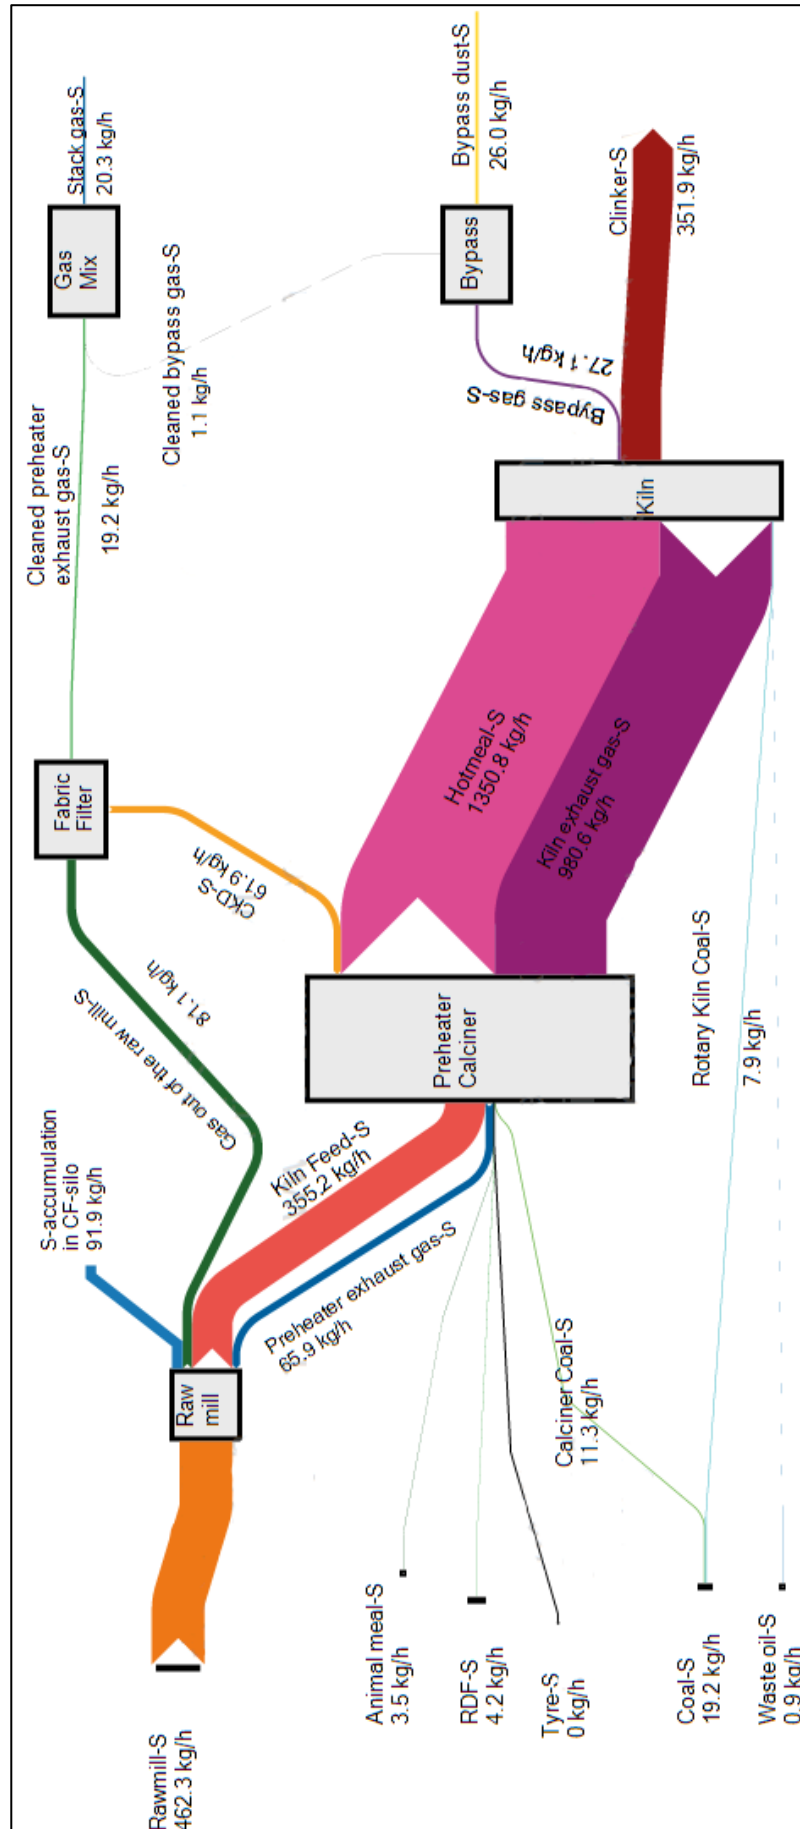 Rawmill-S
462.3 kg/h
Raw
mill
S-accumulation
in CF-silo
91.9 kg/h
Gas out of the raw mill-S
81.1 kg/h
Kiln Feed-S
355.2 kg/h
Preheater exhaust gas-S
65.9 kg/h
Animal meal-S
3.5 kg/h
RDF-S
4.2 kg/h
Tyre-S
0 kg/h
Coal-S
19.2 kg/h
Waste oil-S
0.9 kg/h
Calciner Coal-S
11.3 kg/h
Rotary Kiln Coal-S
7.9 kg/h
Preheater
Calciner
Fabric
Filter
CKD-S
61.9 kg/h
Hotmeal-S
1350.8 kg/h
Kiln exhaust gas-S
980.6 kg/h
Cleaned preheater
exhaust gas-S
19.2 kg/h
Cleaned bypass gas-S
1.1 kg/h
Kiln
Bypass gas-S
27.1 kg/h
Gas
Mix
Bypass
Stack gas-S
20.3 kg/h
Bypass dust-S
26.0 kg/h
Clinker-S
351.9 kg/h